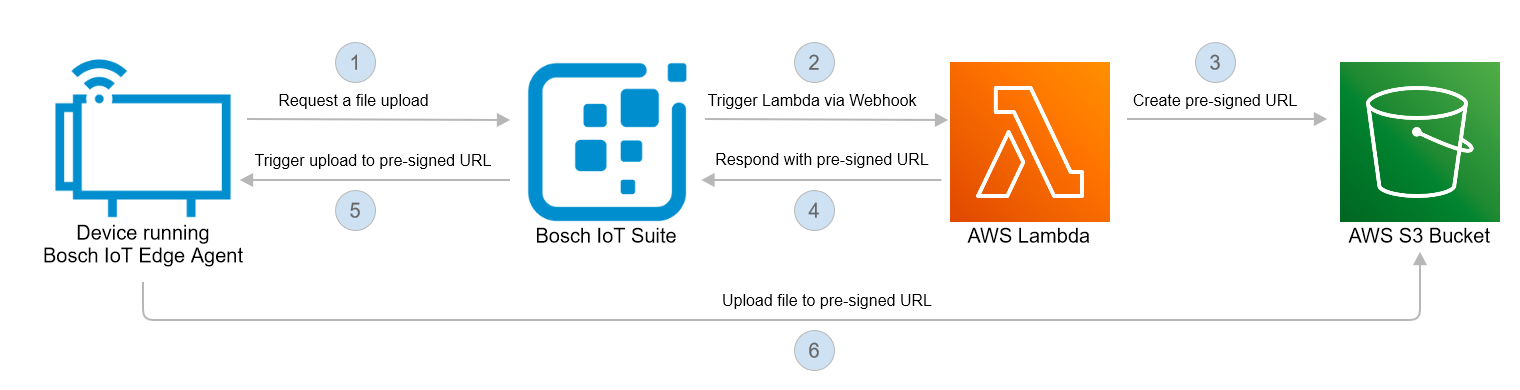 1
Request a file upload
Trigger upload to pre-signed URL
5
Device running
Bosch IoT Edge Agent
2
Trigger Lambda via Webhook
Respond with pre-signed URL
4
Bosch IoT Suite
3
Create pre-signed URL
AWS Lambda
AWS S3 Bucket
Upload file to pre-signed URL
6